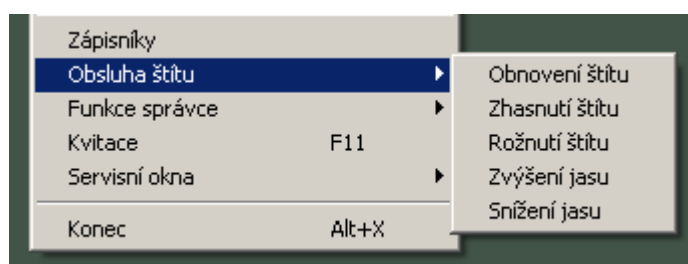 Zápisníky
Obsluha štítu
Funkce správce
Kvitace F11
Servisní okna
Konec Alt+X
Obnovení štítu
Zhasnutí štítu
Rožnutí štítu
Zvýšení jasu
Snížení jasu